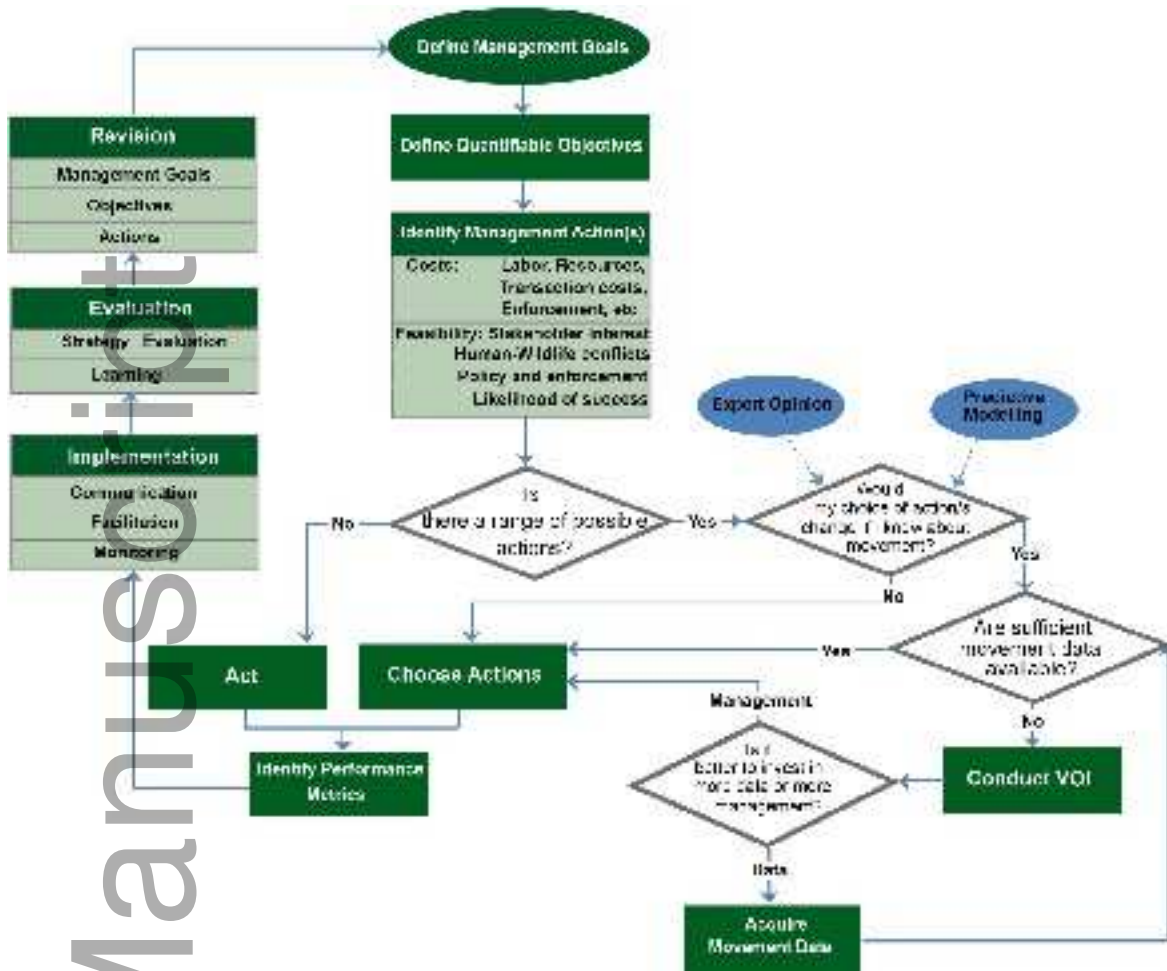 Define Management Goals
Define Quantifiable Objectives
Identify Management Action(s)
Costs: Labor, Resources,
Transaction costs,
Enforcement, etc
Feasibility: Stakeholder Interest
Human-Wildlife conflicts
Policy and enforcement
Likelihood of success
Revision
Management Goals
Objectives
Actions
Evaluation
Strategy Evaluation
Learning
Implementation
Communication
Facilitation
Monitoring
Expert Opinion
Predictive
Modelling
Is
there a range of possible
actions?
No
Yes
Would
my choice of action/s
change if I know about
movement?
Yes
No
Are sufficient
movement data
available?
Yes
No
Act
Choose Actions
Management
Identify Performance
Metrics
Is it
better to invest in
more data or more
management?
Conduct VOI
Data
Acquire
Movement Data
Manuscript